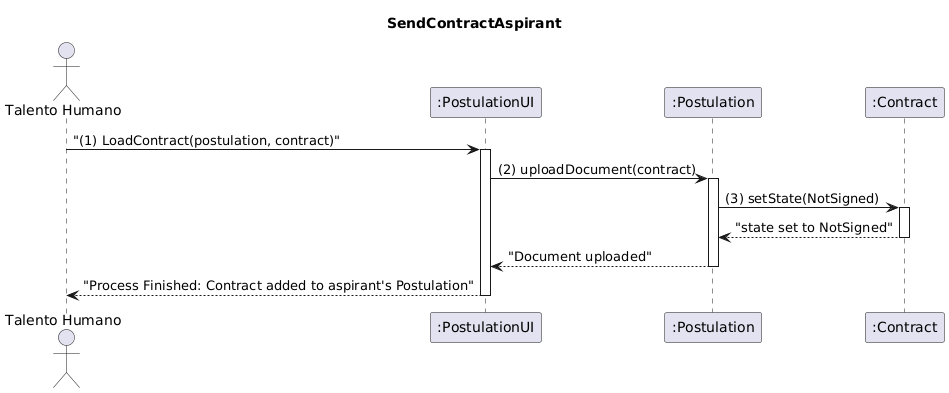 SendContractAspirant
Talento Humano
:PostulationUI
:Postulation
:Contract
"(1) LoadContract(postulation, contract)"
(2) uploadDocument(contract)
(3) setState(NotSigned)
"state set to NotSigned"
"Document uploaded"
"Process Finished: Contract added to aspirant's Postulation"
Talento Humano
:PostulationUI
:Postulation
:Contract